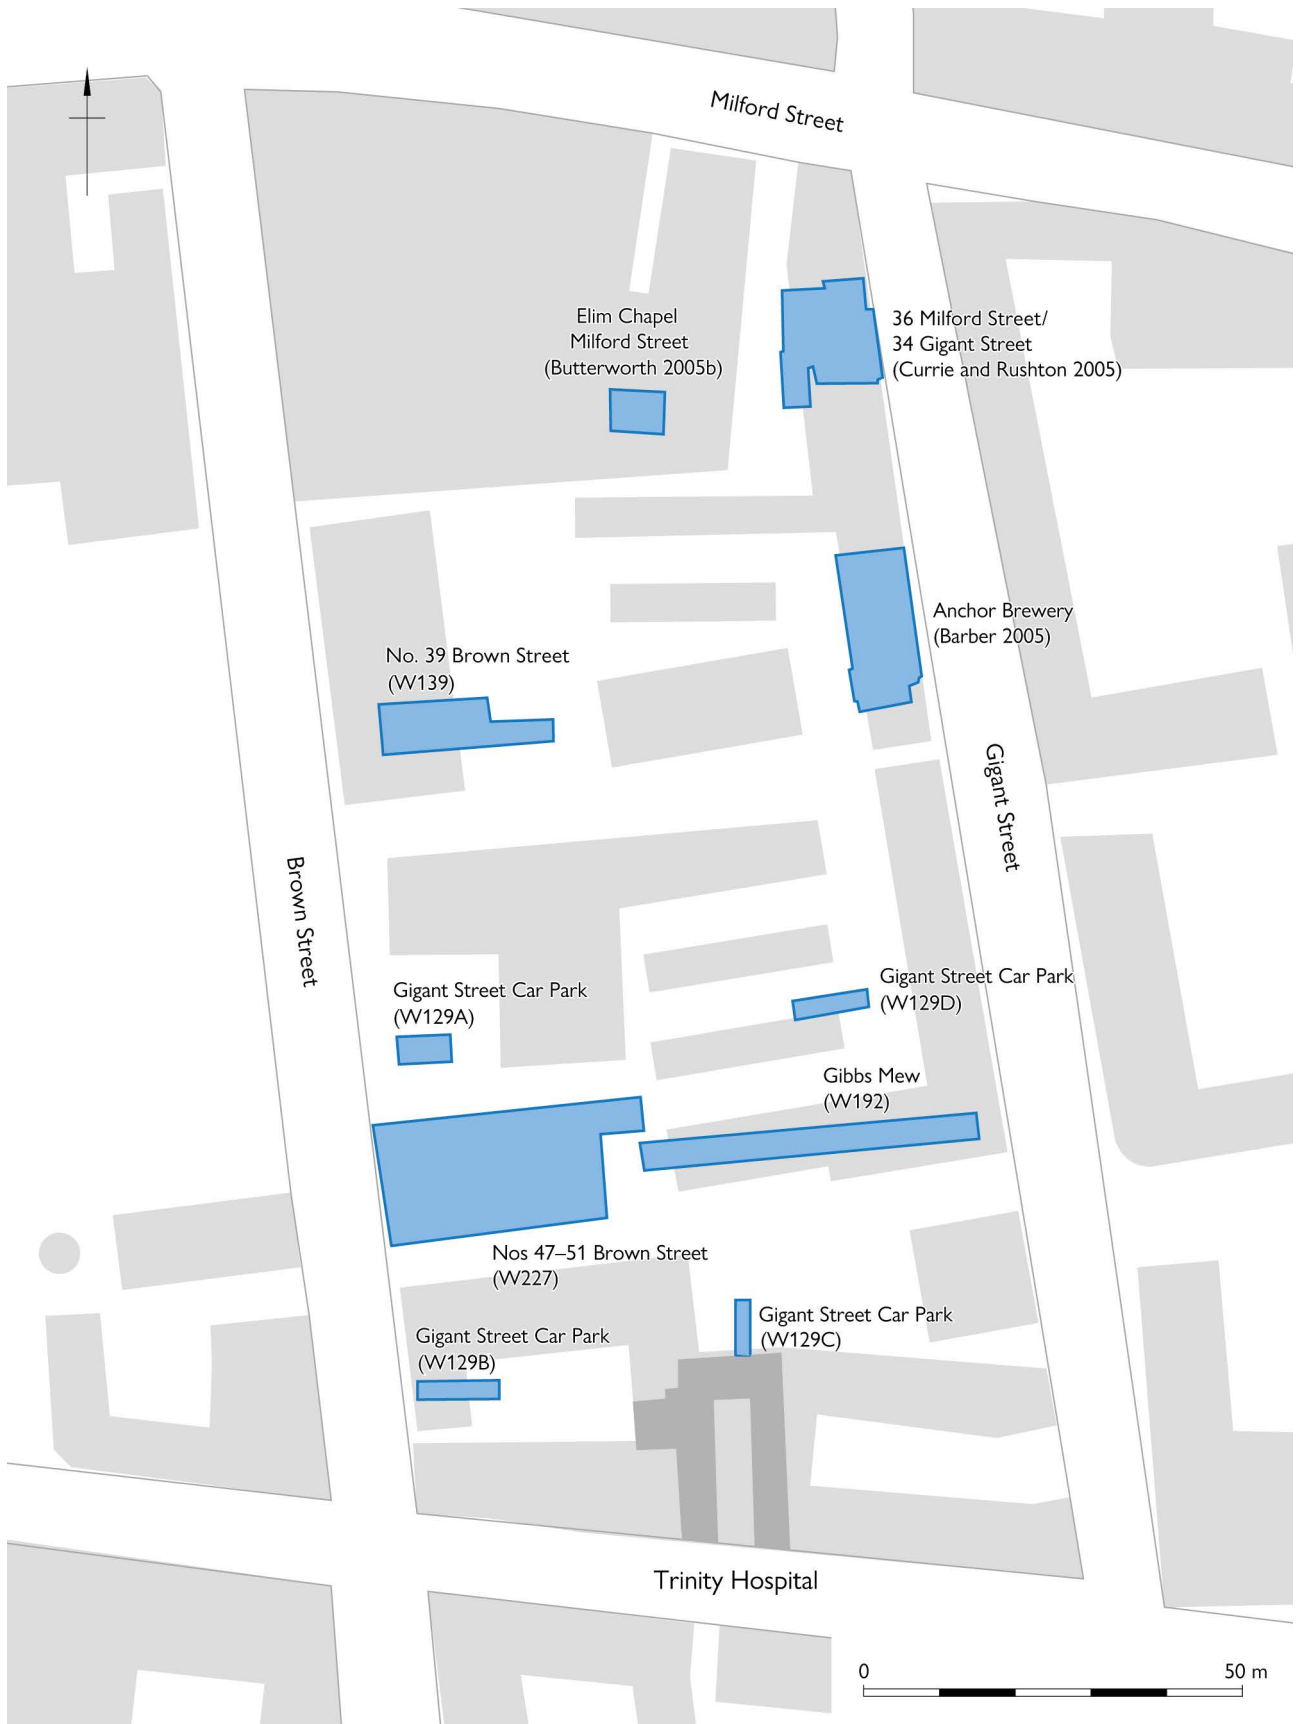 Milford Street
Elim Chapel
Milford Street
(Butterworth 2005b)
36 Milford Street/
34 Gigant Street
(Currie and Rushton 2005)
Anchor Brewery
(Barber 2005)
No. 39 Brown Street
(W139)
Gigant Street
Brown Street
Gigant Street Car Park
(W129A)
Gigant Street Car Park
(W129D)
Gibbs Mew
(W192)
Nos 47–51 Brown Street
(W227)
Gigant Street Car Park
(W129C)
Gigant Street Car Park
(W129B)
Trinity Hospital
0
50 m